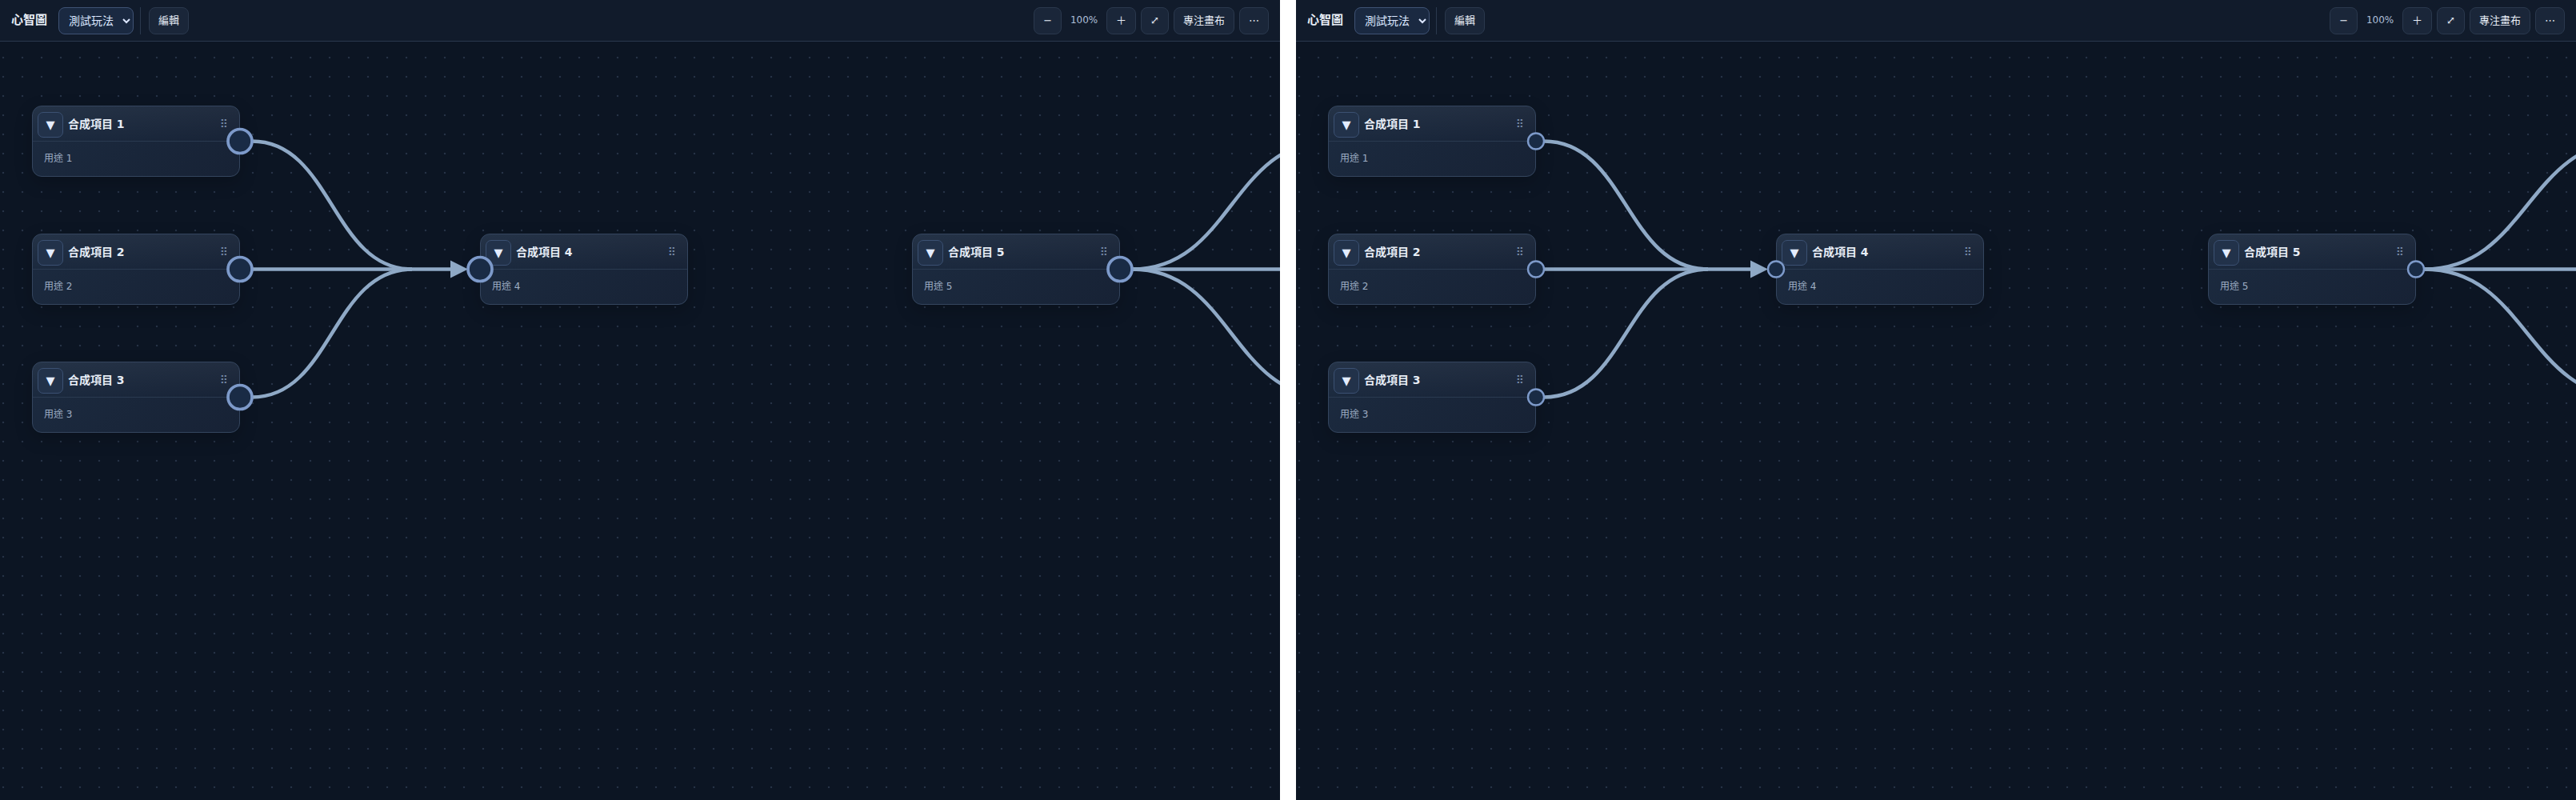 心智圖 測試玩法 編輯 − 100% + ⤢ 專注畫布 ⋯
▼ 合成項目 1 ⠿
用途 1
▼ 合成項目 2 ⠿
用途 2
▼ 合成項目 3 ⠿
用途 3
▼ 合成項目 4 ⠿
用途 4
▼ 合成項目 5 ⠿
用途 5
心智圖 測試玩法 編輯 − 100% + ⤢ 專注畫布 ⋯
▼ 合成項目 1 ⠿
用途 1
▼ 合成項目 2 ⠿
用途 2
▼ 合成項目 3 ⠿
用途 3
▼ 合成項目 4 ⠿
用途 4
▼ 合成項目 5 ⠿
用途 5